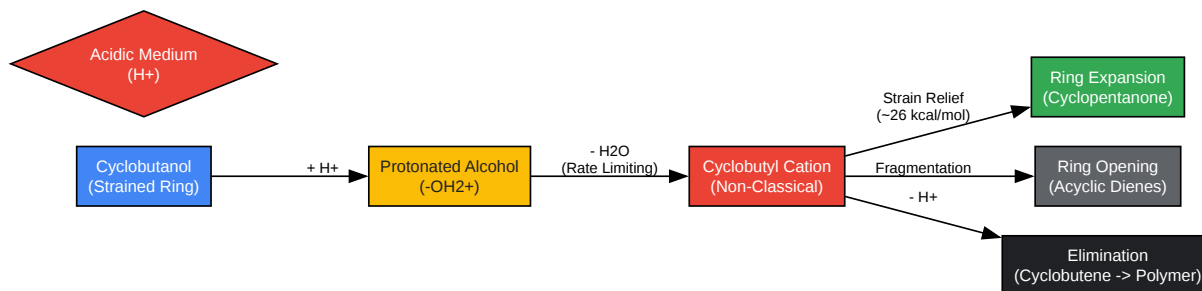 Acidic Medium
(H+)
Cyclobutanol
(Strained Ring)
+ H+
Protonated Alcohol
(-OH2+)
- H2O
(Rate Limiting)
Cyclobutyl Cation
(Non-Classical)
Strain Relief
(~26 kcal/mol)
Ring Expansion
(Cyclopentanone)
Fragmentation
Ring Opening
(Acyclic Dienes)
- H+
Elimination
(Cyclobutene -> Polymer)